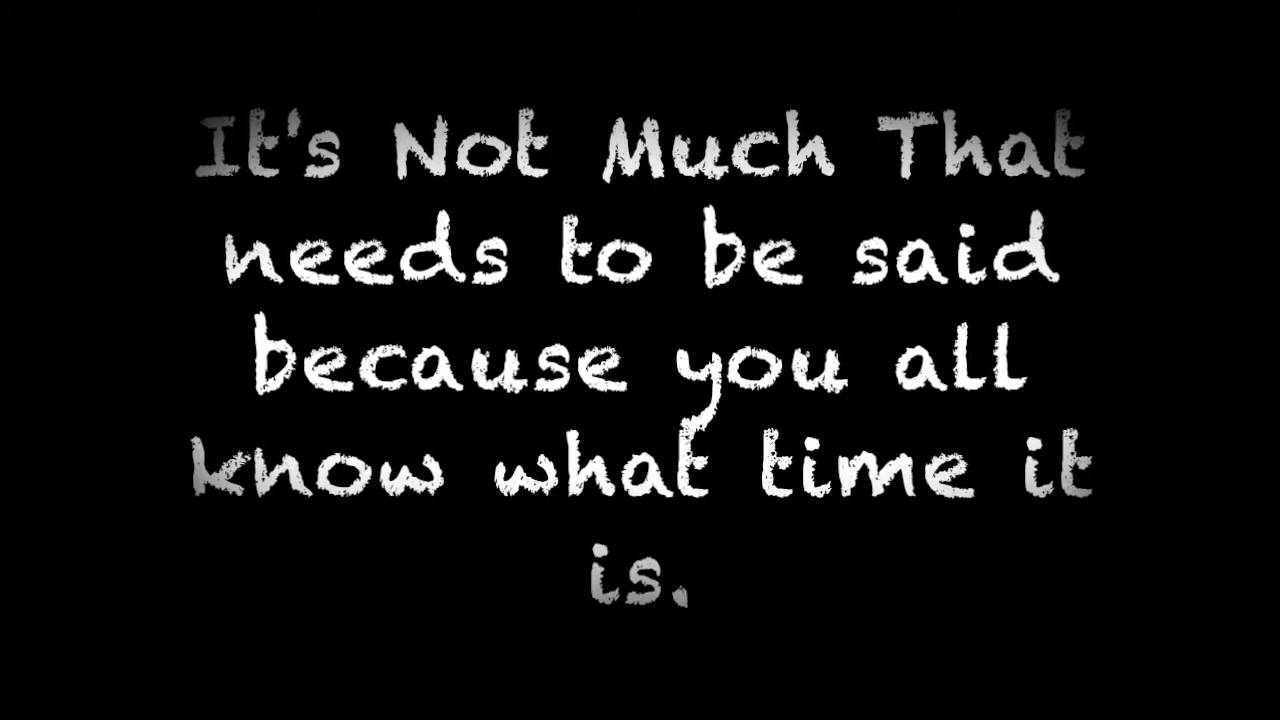 It's Not Much That
needs to be said
because you all
know what time it
is.